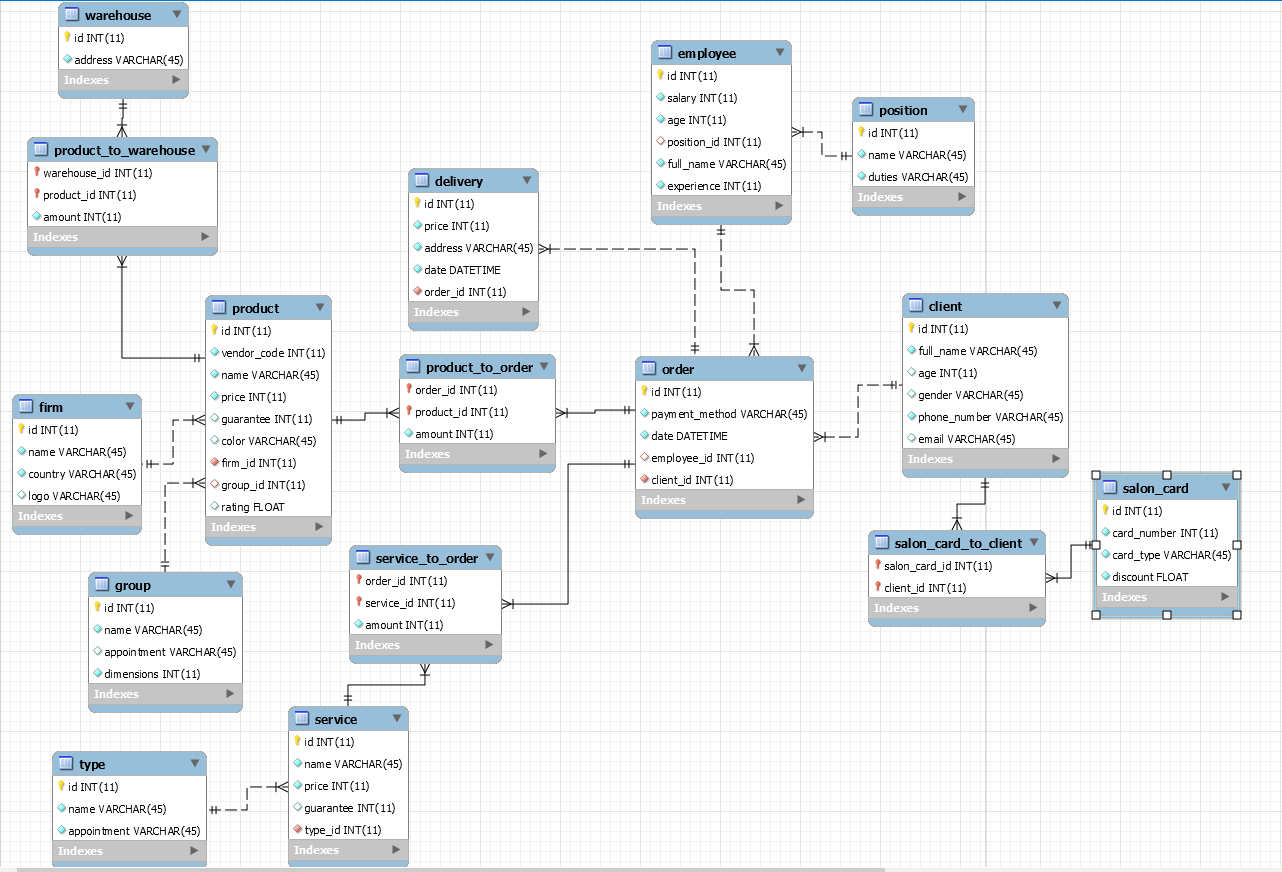 warehouse
id INT(11)
address VARCHAR(45)
Indexes
product_to_warehouse
warehouse_id INT(11)
product_id INT(11)
amount INT(11)
Indexes
employee
id INT(11)
salary INT(11)
age INT(11)
position_id INT(11)
full_name VARCHAR(45)
experience INT(11)
Indexes
position
id INT(11)
name VARCHAR(45)
duties VARCHAR(45)
Indexes
delivery
id INT(11)
price INT(11)
address VARCHAR(45)
date DATETIME
order_id INT(11)
Indexes
product
id INT(11)
vendor_code INT(11)
name VARCHAR(45)
price INT(11)
guarantee INT(11)
color VARCHAR(45)
firm_id INT(11)
group_id INT(11)
rating FLOAT
Indexes
client
id INT(11)
full_name VARCHAR(45)
age INT(11)
gender VARCHAR(45)
phone_number VARCHAR(45)
email VARCHAR(45)
Indexes
product_to_order
order_id INT(11)
product_id INT(11)
amount INT(11)
Indexes
order
id INT(11)
payment_method VARCHAR(45)
date DATETIME
employee_id INT(11)
client_id INT(11)
Indexes
firm
id INT(11)
name VARCHAR(45)
country VARCHAR(45)
logo VARCHAR(45)
Indexes
salon_card
id INT(11)
card_number INT(11)
card_type VARCHAR(45)
discount FLOAT
Indexes
salon_card_to_client
salon_card_id INT(11)
client_id INT(11)
Indexes
service_to_order
order_id INT(11)
service_id INT(11)
amount INT(11)
Indexes
group
id INT(11)
name VARCHAR(45)
appointment VARCHAR(45)
dimensions INT(11)
Indexes
service
id INT(11)
name VARCHAR(45)
price INT(11)
guarantee INT(11)
type_id INT(11)
Indexes
type
id INT(11)
name VARCHAR(45)
appointment VARCHAR(45)
Indexes